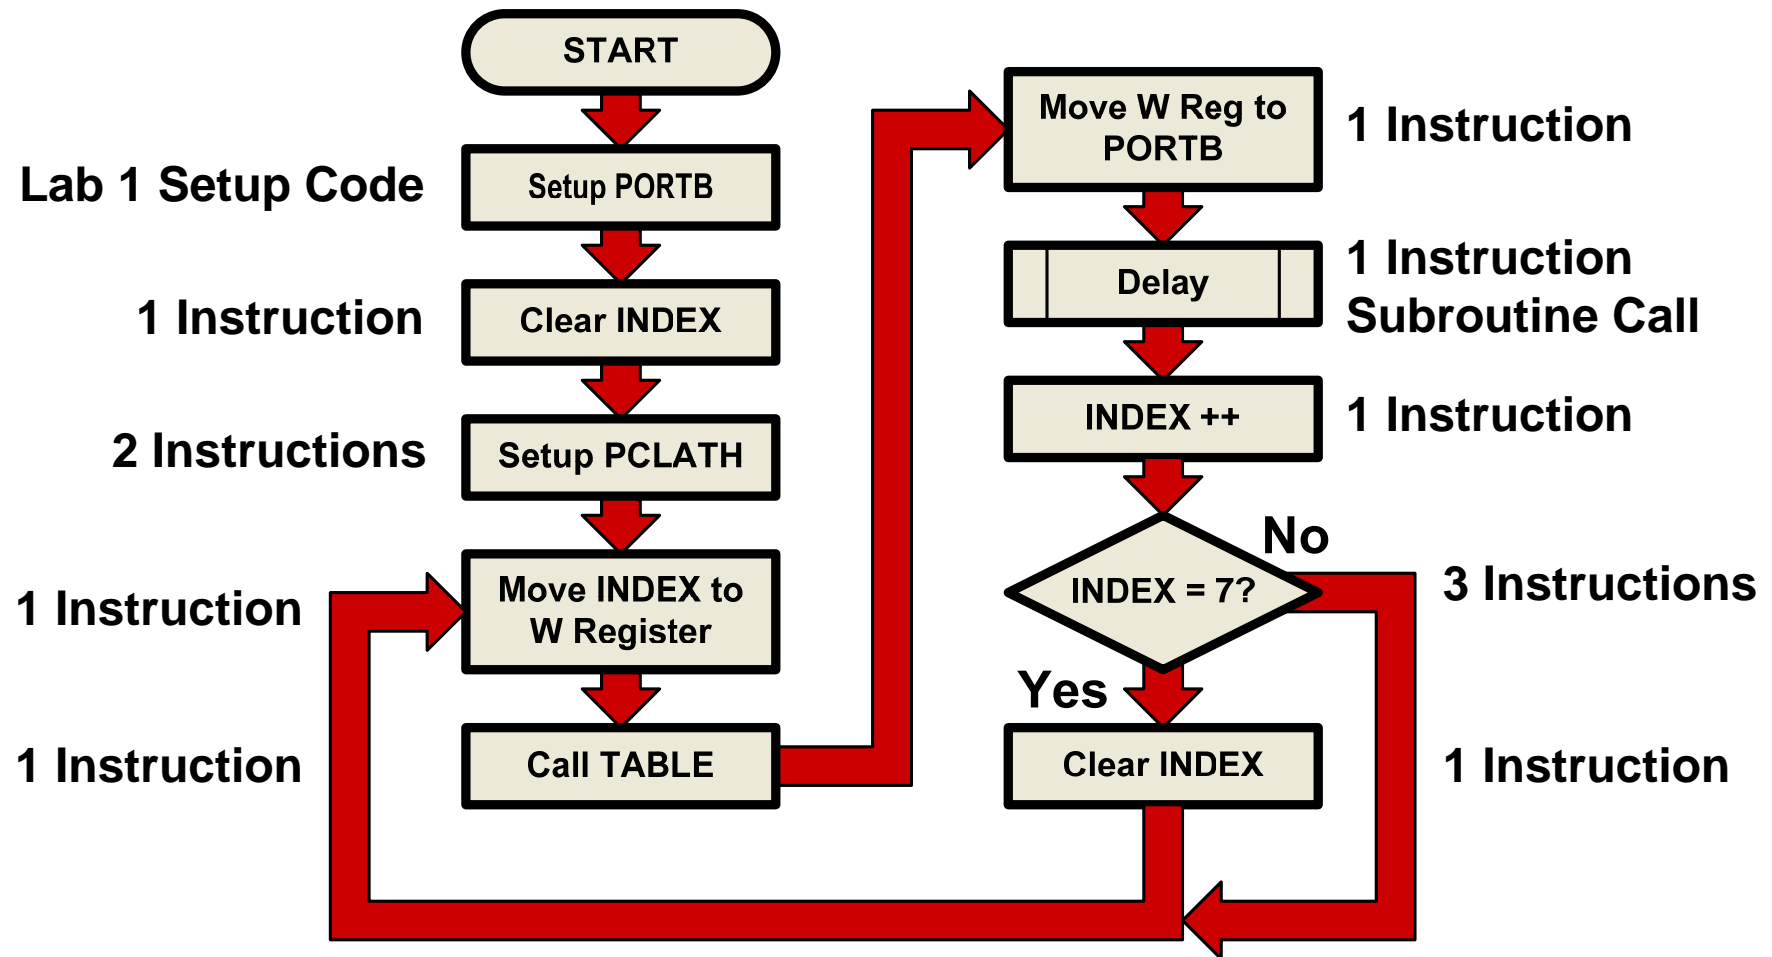 START
Lab 1 Setup Code
Setup PORTB
1 Instruction
Clear INDEX
2 Instructions
Setup PCLATH
1 Instruction
Move INDEX to
W Register
1 Instruction
Call TABLE
Move W Reg to
PORTB
1 Instruction
Delay
1 Instruction
Subroutine Call
INDEX ++
1 Instruction
No
INDEX = 7?
3 Instructions
Yes
Clear INDEX
1 Instruction